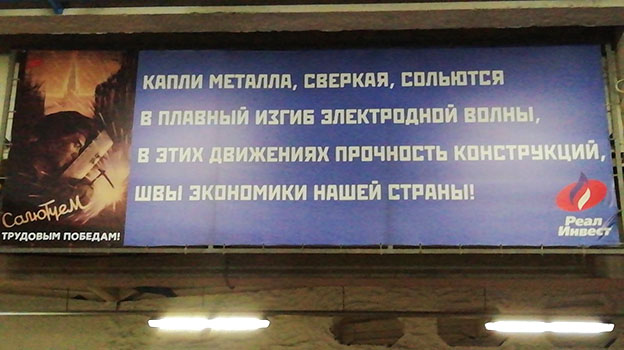 КАПЛИ МЕТАЛЛА, СВЕРКАЯ, СОЛЬЮТСЯ
В ПЛАВНЫЙ ИЗГИБ ЭЛЕКТРОДНОЙ ВОЛНЫ,
В ЭТИХ ДВИЖЕНИЯХ ПРОЧНОСТЬ КОНСТРУКЦИЙ,
ШВЫ ЭКОНОМИКИ НАШЕЙ СТРАНЫ!
Салютуем
ТРУДОВЫМ ПОБЕДАМ!
Реал
Инвест